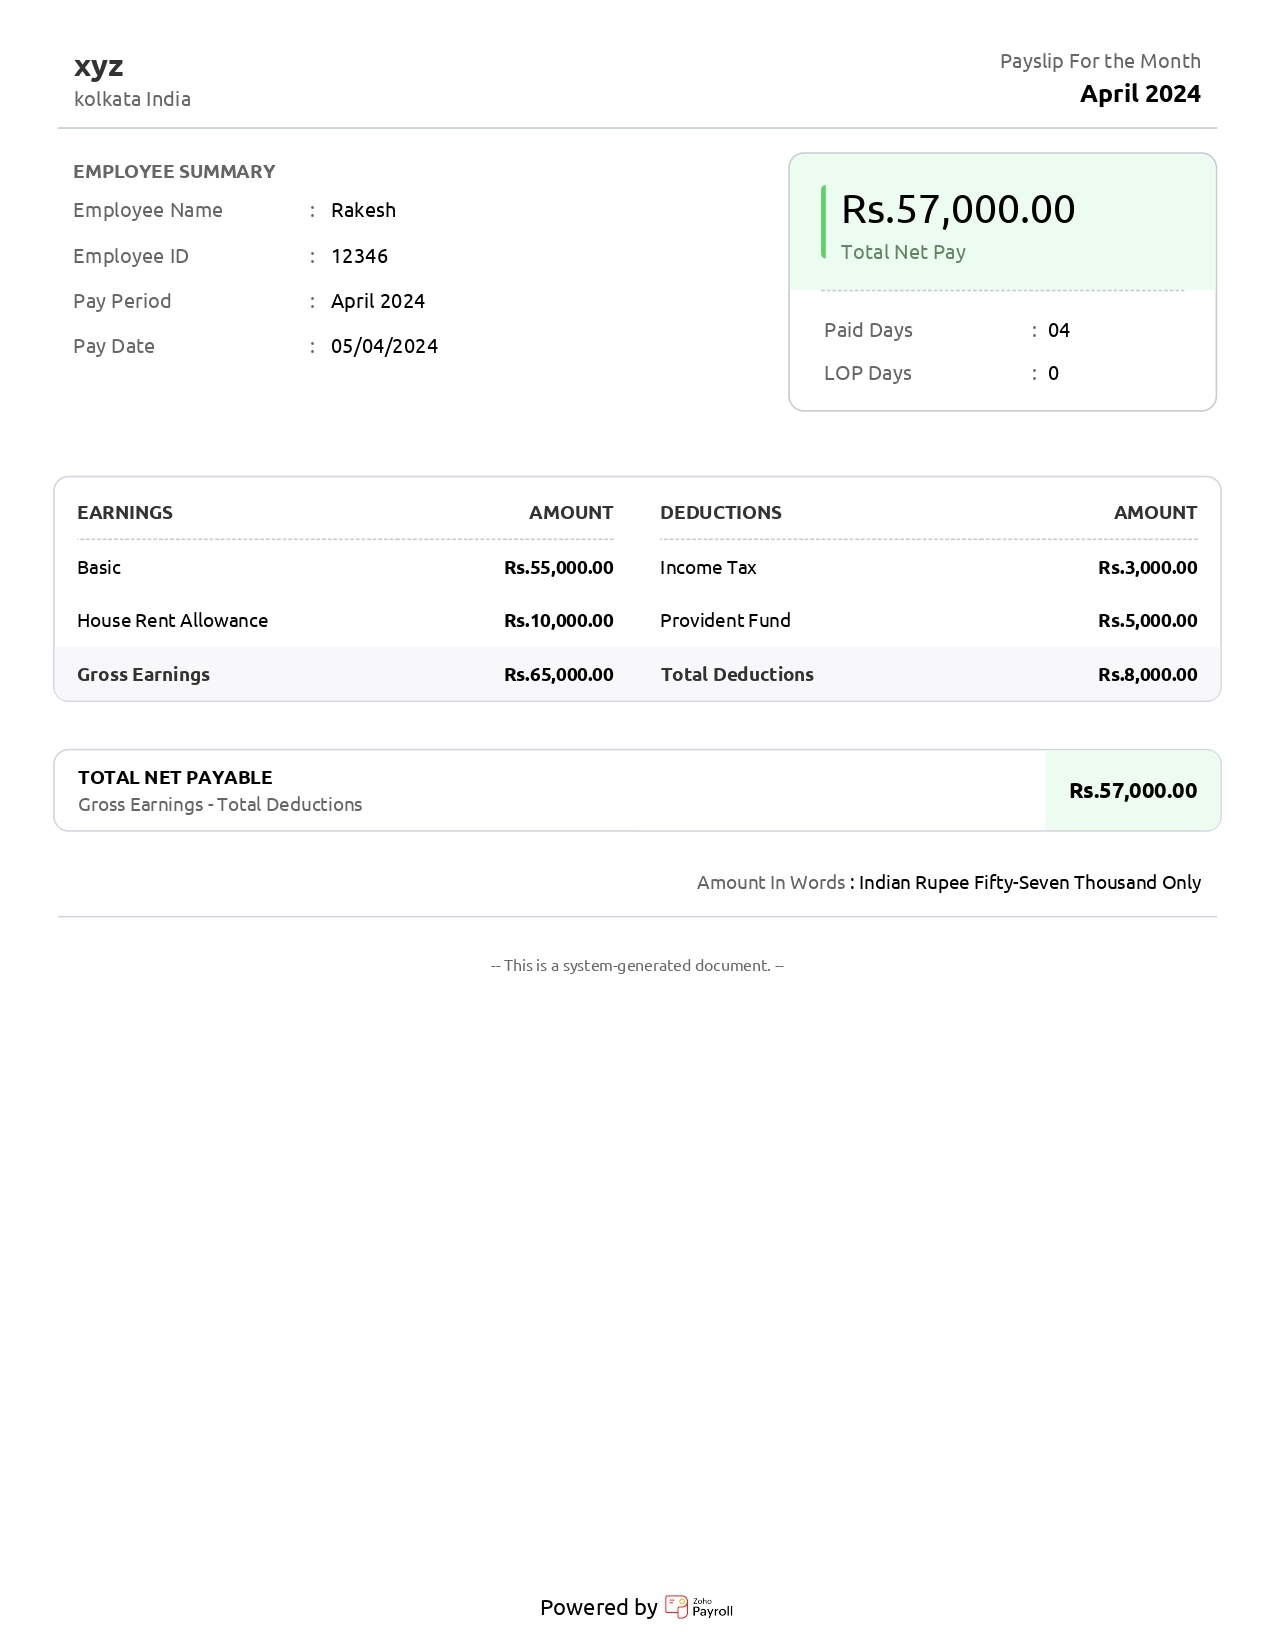 xyz
kolkata India
Payslip For the Month
April 2024
EMPLOYEE SUMMARY
Employee Name : Rakesh
Employee ID : 12346
Pay Period : April 2024
Pay Date : 05/04/2024
Rs.57,000.00
Total Net Pay
Paid Days : 04
LOP Days : 0
EARNINGS AMOUNT DEDUCTIONS AMOUNT
Basic Rs.55,000.00 Income Tax Rs.3,000.00
House Rent Allowance Rs.10,000.00 Provident Fund Rs.5,000.00
Gross Earnings Rs.65,000.00 Total Deductions Rs.8,000.00
TOTAL NET PAYABLE
Gross Earnings - Total Deductions
Rs.57,000.00
Amount In Words : Indian Rupee Fifty-Seven Thousand Only
-- This is a system-generated document. --
Powered by Zoho Payroll